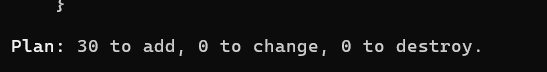 }
Plan: 30 to add, 0 to change, 0 to destroy.